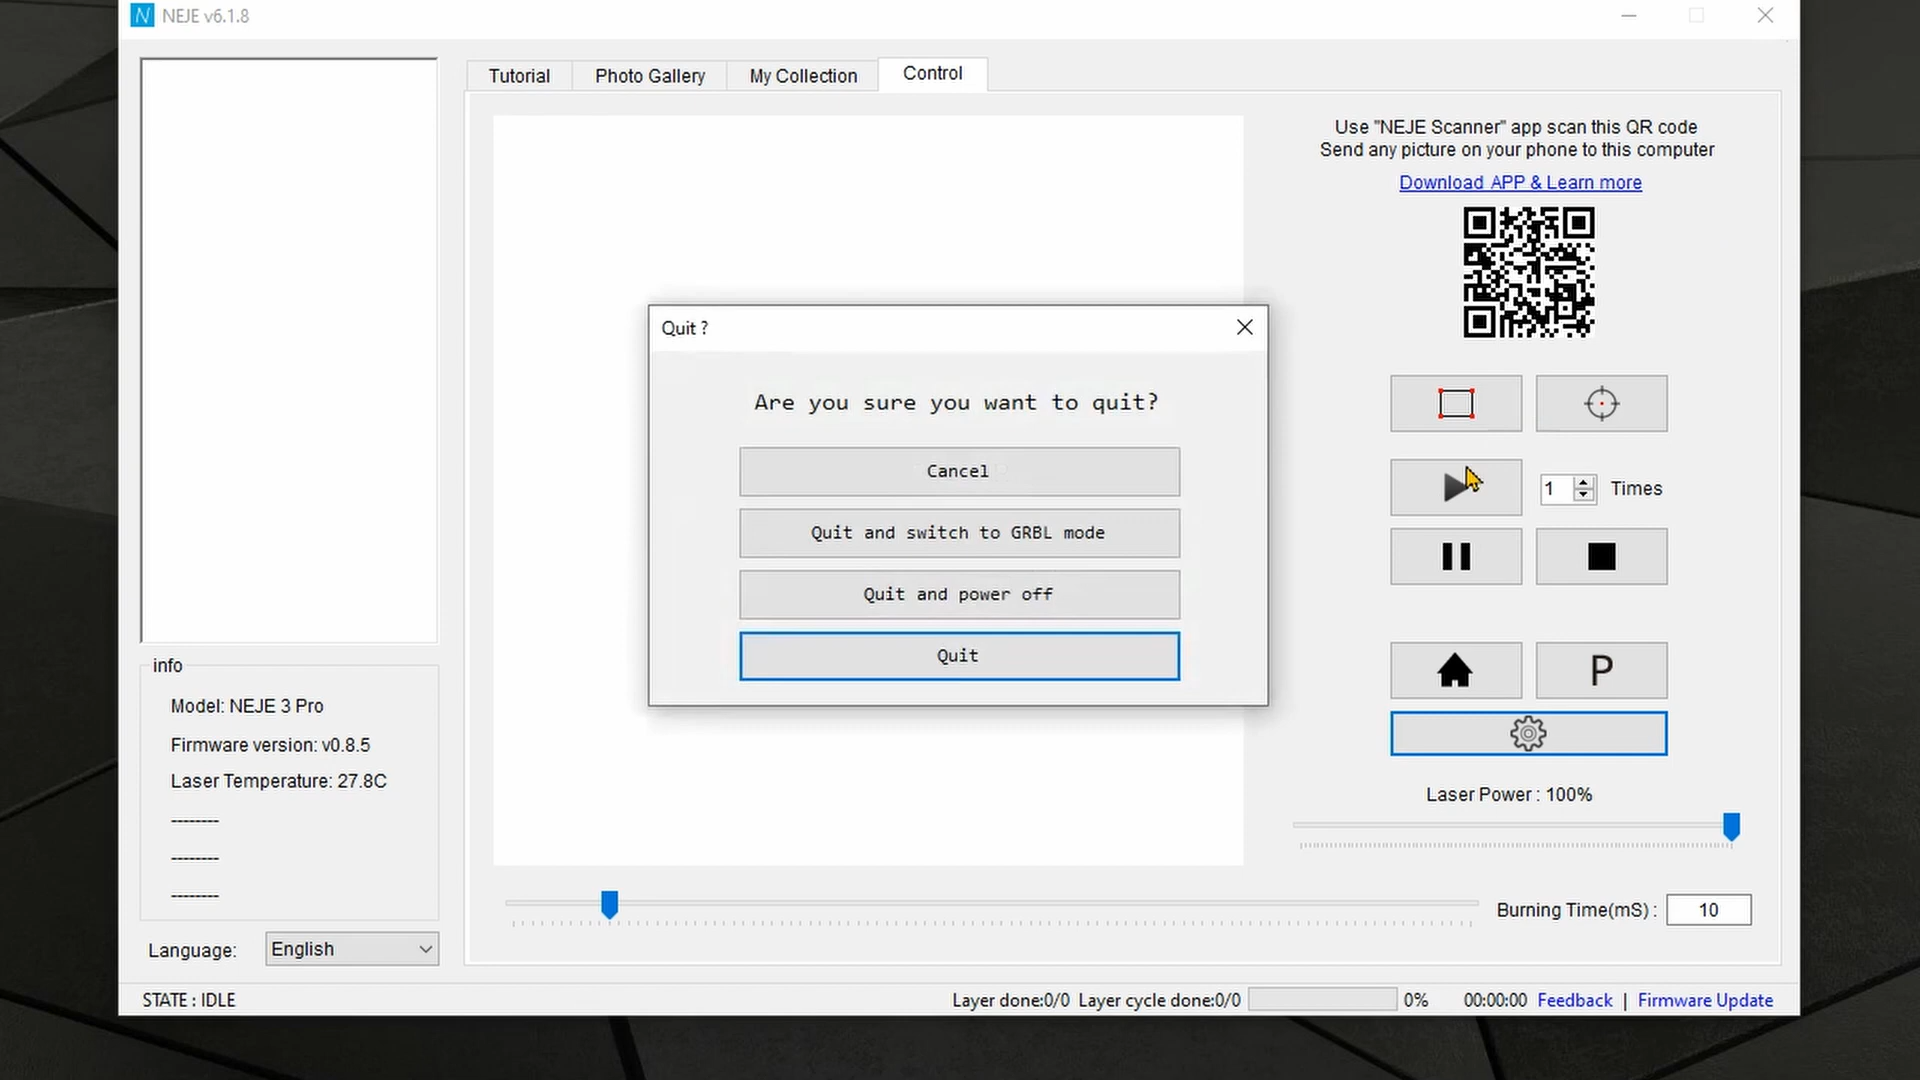 NEJE v6.1.8
Tutorial
Photo Gallery
My Collection
Control
Use "NEJE Scanner" app scan this QR code
Send any picture on your phone to this computer
Download APP & Learn more
Quit ?
Are you sure you want to quit?
Cancel
Quit and switch to GRBL mode
Quit and power off
Quit
1
Times
P
Laser Power : 100%
Burning Time(mS) :
10
info
Model: NEJE 3 Pro
Firmware version: v0.8.5
Laser Temperature: 27.8C
--------
--------
--------
Language:
English
STATE : IDLE
Layer done:0/0 Layer cycle done:0/0
0%
00:00:00
Feedback | Firmware Update